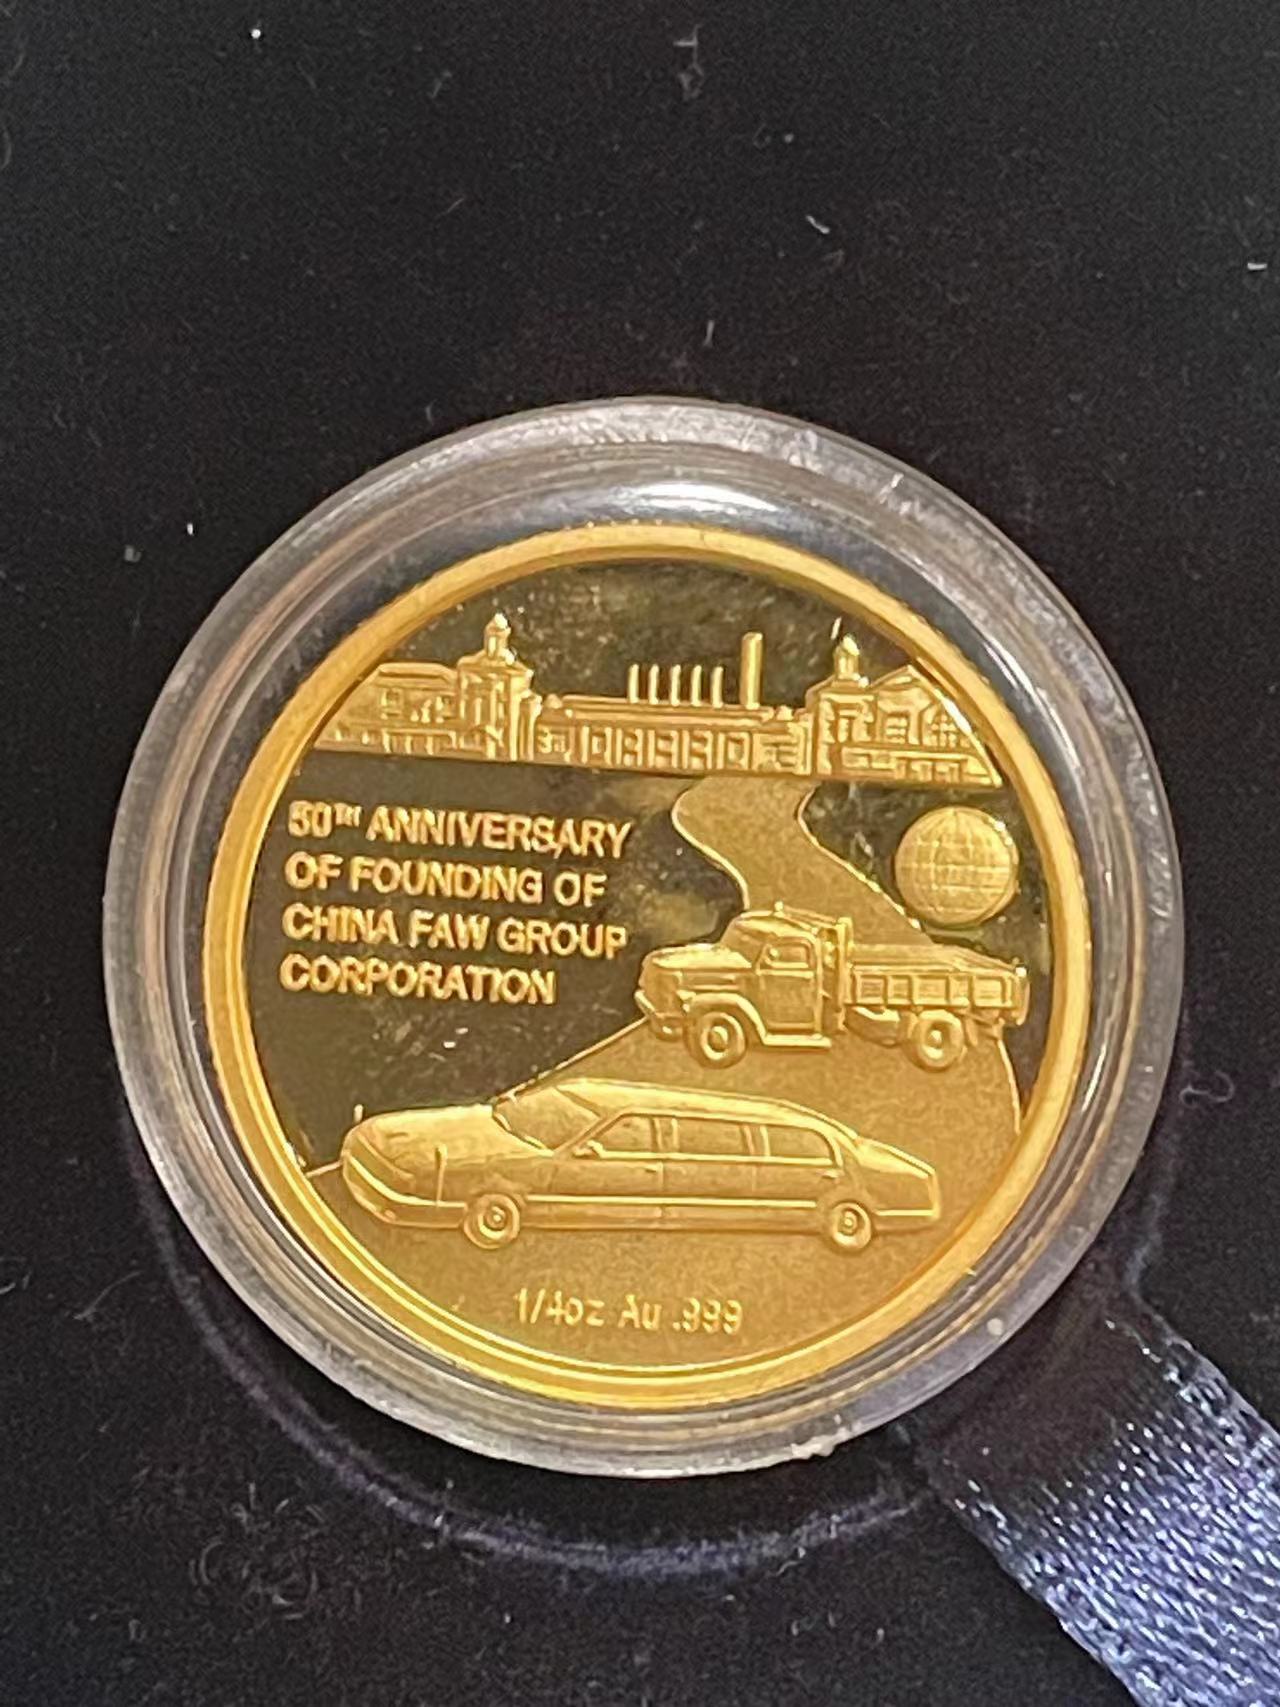 50TH ANNIVERSARY
OF FOUNDING OF
CHINA FAW GROUP
CORPORATION
1/4oz Au .999